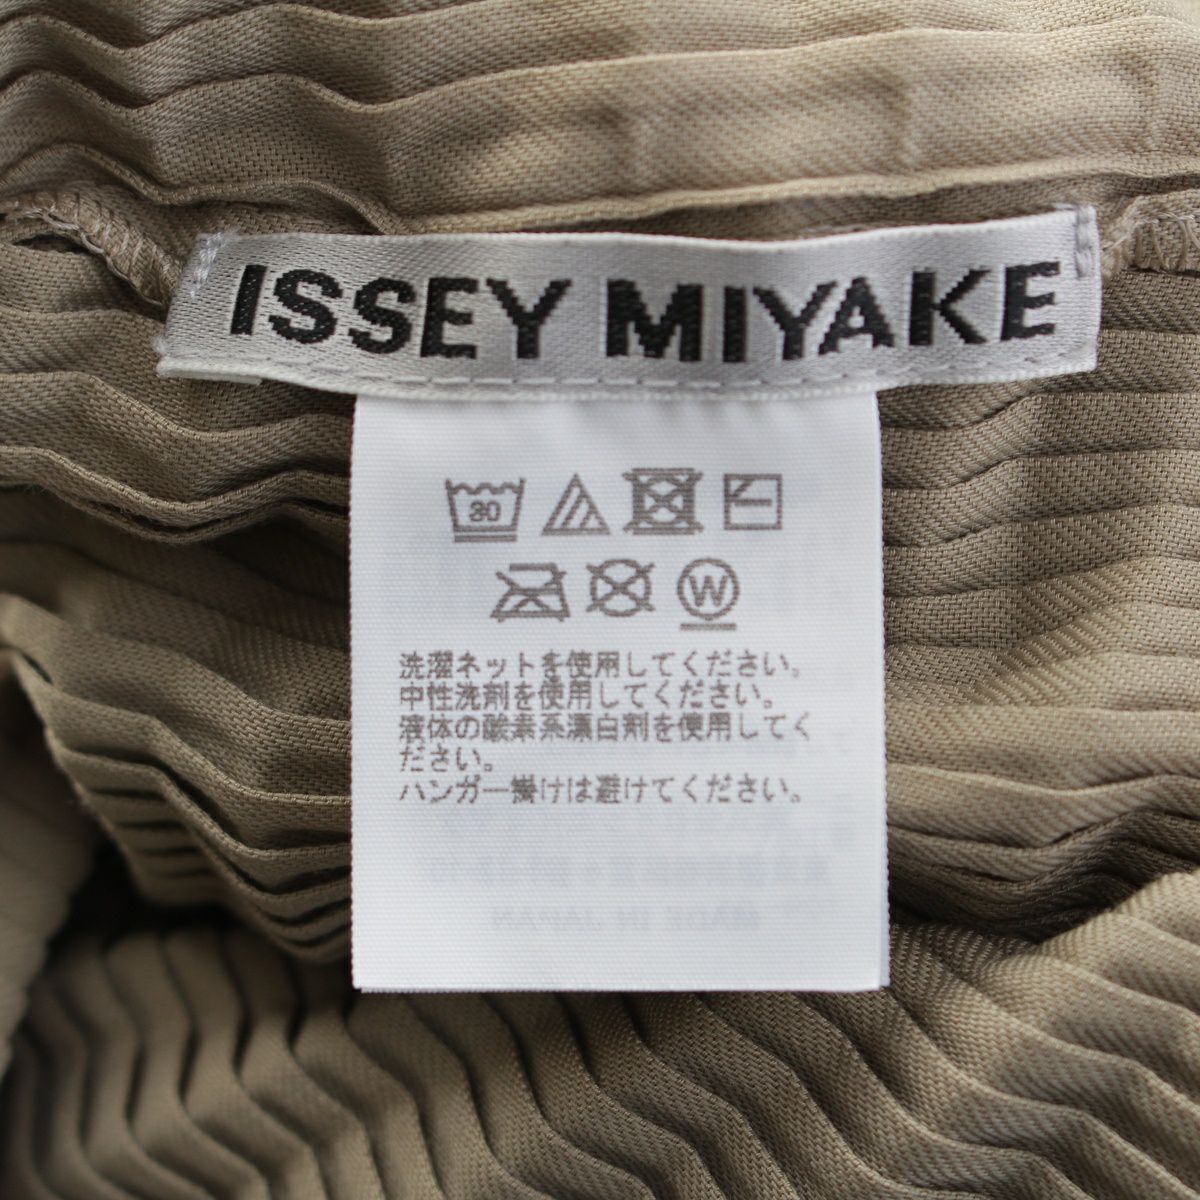 ISSEY MIYAKE
30
W
洗濯ネットを使用してください。
中性洗剤を使用してください。
液体の酸素系漂白剤を使用してく
ださい。
ハンガー掛けは避けてください。
MADE IN JAPAN